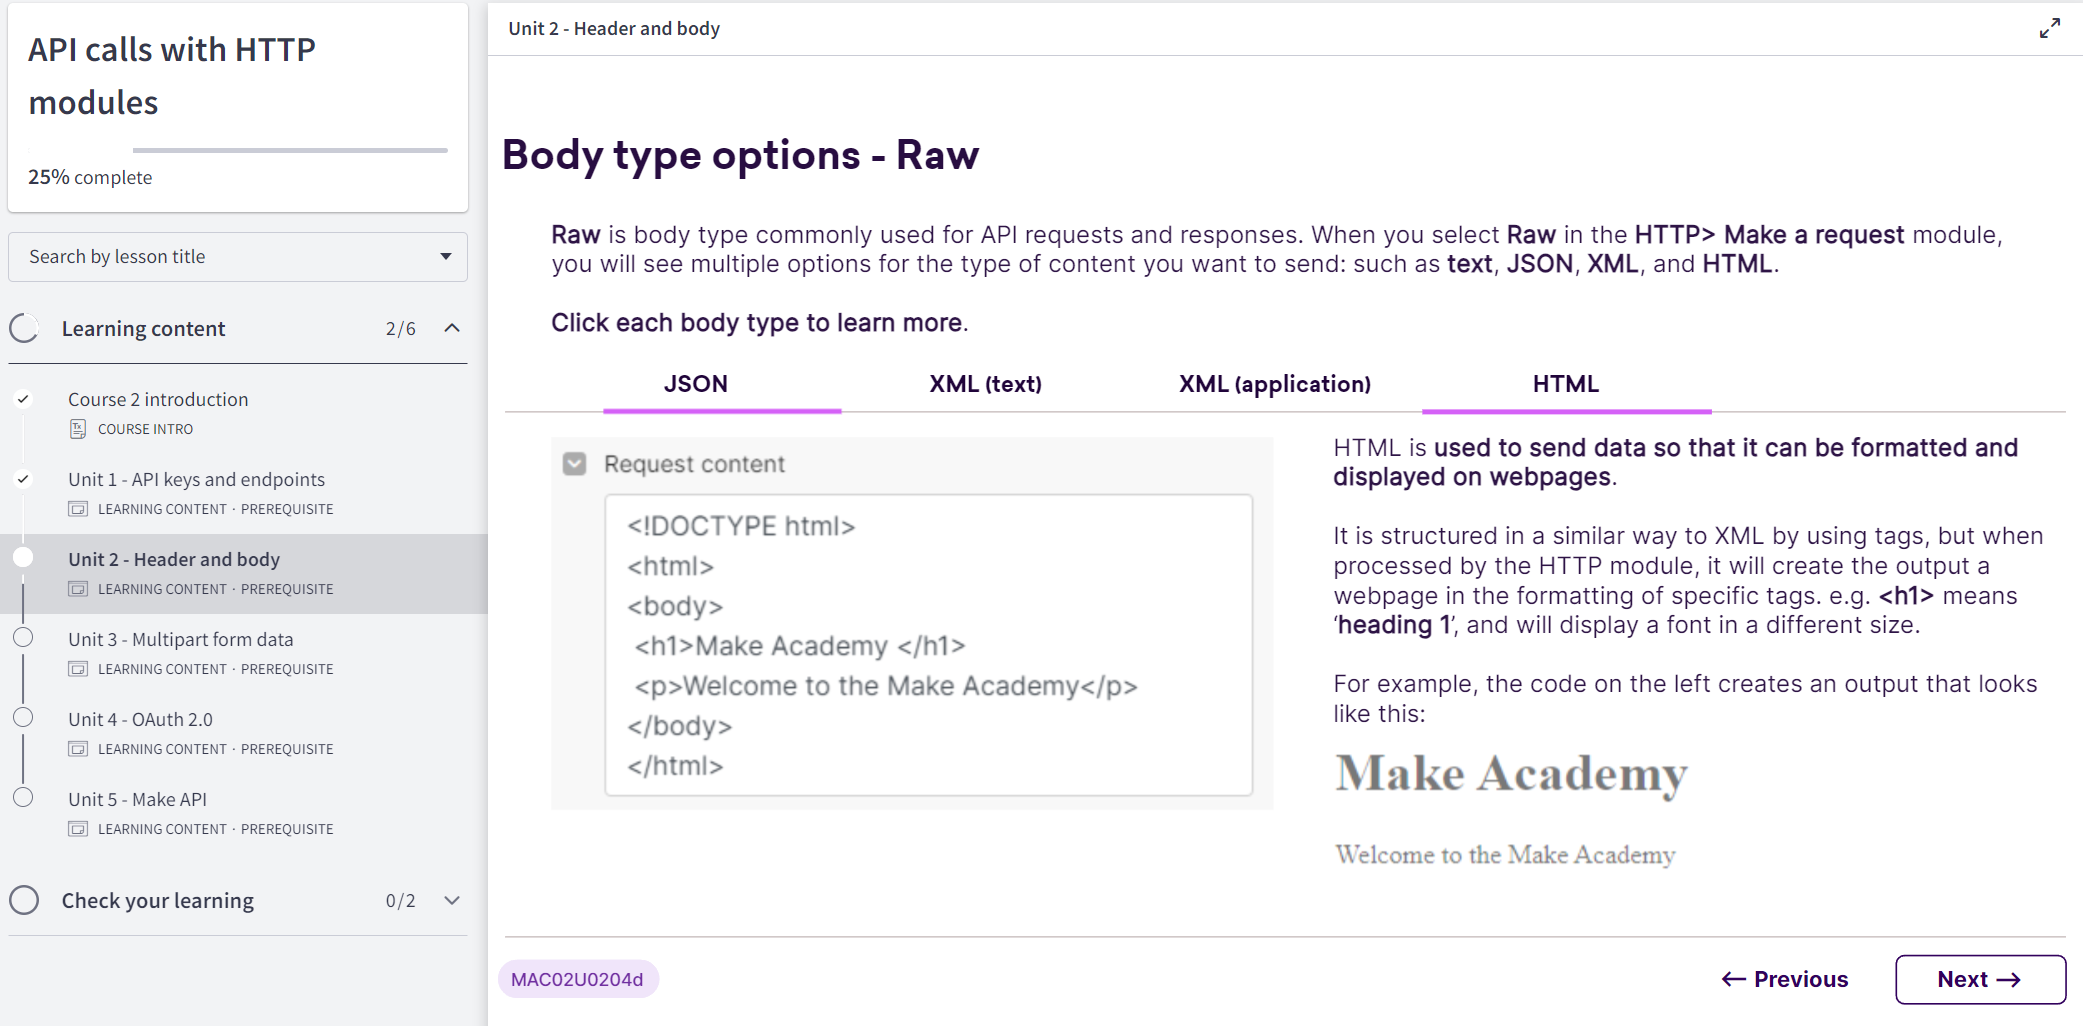 API calls with HTTP
modules
25% complete
Search by lesson title
Learning content 2/6
Course 2 introduction
COURSE INTRO
Unit 1 - API keys and endpoints
LEARNING CONTENT · PREREQUISITE
Unit 2 - Header and body
LEARNING CONTENT · PREREQUISITE
Unit 3 - Multipart form data
LEARNING CONTENT · PREREQUISITE
Unit 4 - OAuth 2.0
LEARNING CONTENT · PREREQUISITE
Unit 5 - Make API
LEARNING CONTENT · PREREQUISITE
Check your learning 0/2
Unit 2 - Header and body
Body type options - Raw
Raw is body type commonly used for API requests and responses. When you select Raw in the HTTP> Make a request module,
you will see multiple options for the type of content you want to send: such as text, JSON, XML, and HTML.
Click each body type to learn more.
JSON XML (text) XML (application) HTML
Request content
<!DOCTYPE html>
<html>
<body>
<h1>Make Academy </h1>
<p>Welcome to the Make Academy</p>
</body>
</html>
HTML is used to send data so that it can be formatted and
displayed on webpages.
It is structured in a similar way to XML by using tags, but when
processed by the HTTP module, it will create the output a
webpage in the formatting of specific tags. e.g. <h1> means
‘heading 1’, and will display a font in a different size.
For example, the code on the left creates an output that looks
like this:
Make Academy
Welcome to the Make Academy
MAC02U0204d
← Previous
Next →